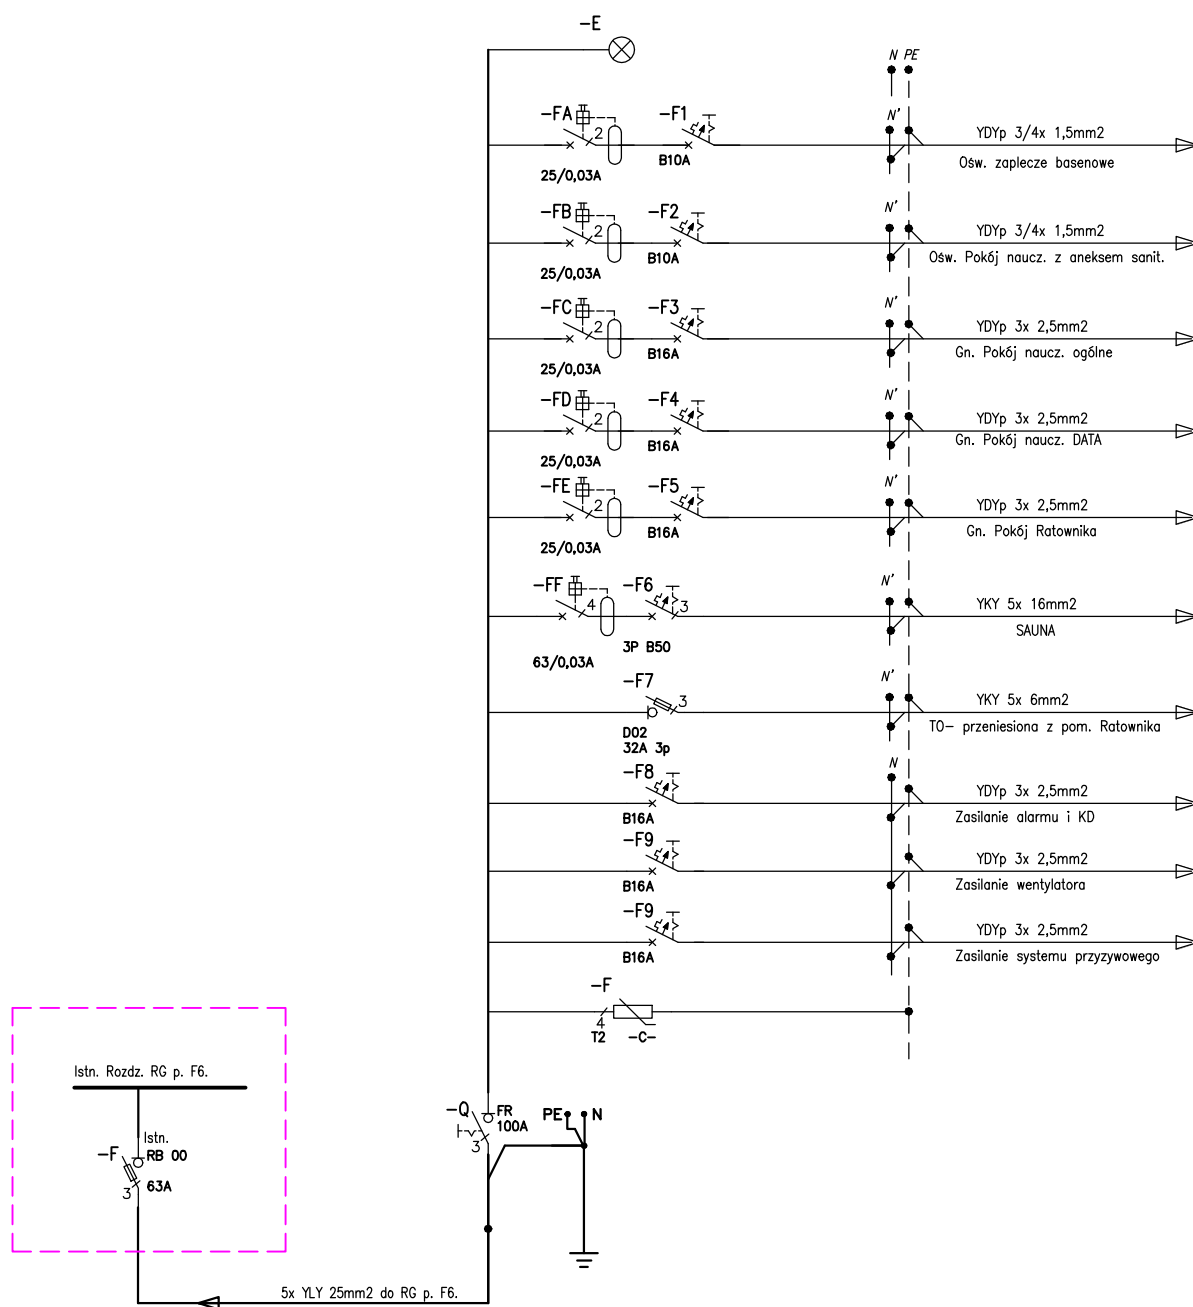 -E
N PE
-FA 2 25/0,03A -F1 B10A N' YDYp 3/4x 1,5mm2
Ośw. zaplecze basenowe
-FB 2 25/0,03A -F2 B10A N' YDYp 3/4x 1,5mm2
Ośw. Pokój naucz. z aneksem sanit.
-FC 2 25/0,03A -F3 B16A N' YDYp 3x 2,5mm2
Gn. Pokój naucz. ogólne
-FD 2 25/0,03A -F4 B16A N' YDYp 3x 2,5mm2
Gn. Pokój naucz. DATA
-FE 2 25/0,03A -F5 B16A N' YDYp 3x 2,5mm2
Gn. Pokój Ratownika
-FF 4 63/0,03A -F6 3 3P B50 N' YKY 5x 16mm2
SAUNA
-F7 3 D02 N' YKY 5x 6mm2
32A 3p TO- przeniesiona z pom. Ratownika
-F8 B16A N YDYp 3x 2,5mm2
Zasilanie alarmu i KD
-F9 B16A YDYp 3x 2,5mm2
Zasilanie wentylatora
-F9 B16A YDYp 3x 2,5mm2
Zasilanie systemu przyzywowego
-F
4
T2 -C-
Istn. Rozdz. RG p. F6.
-Q FR
100A
3
PE N
Istn.
-F RB 00
3 63A
5x YLY 25mm2 do RG p. F6.